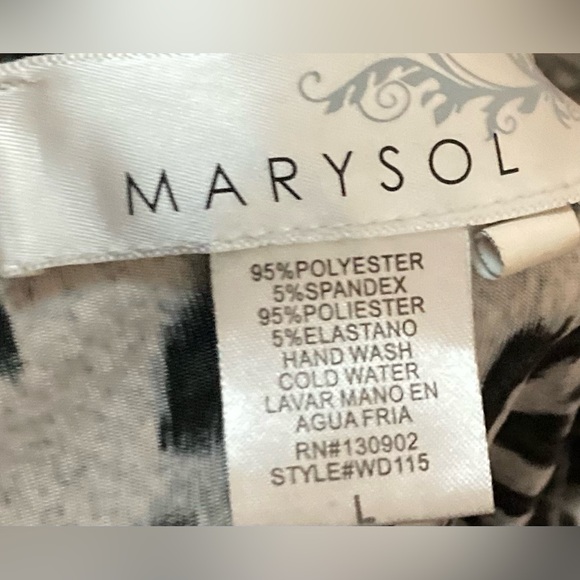 MARYSOL
95%POLYESTER
5%SPANDEX
95%POLIESTER
5%ELASTANO
HAND WASH
COLD WATER
LAVAR MANO EN
AGUA FRIA
RN#130902
STYLE#WD115
L